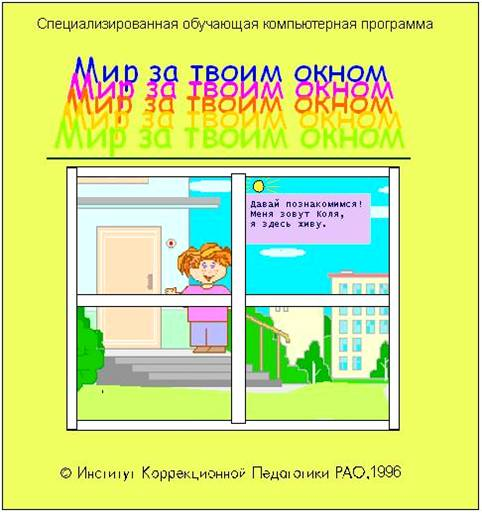 Специализированная обучающая компьютерная программа
Мир за твоим окном
Мир за твоим окном
Мир за твоим окном
Мир за твоим окном
Мир за твоим окном
Давай познакомимся!
Меня зовут Коля,
я здесь живу.
© Институт Коррекционной Педагогики РАО,1996